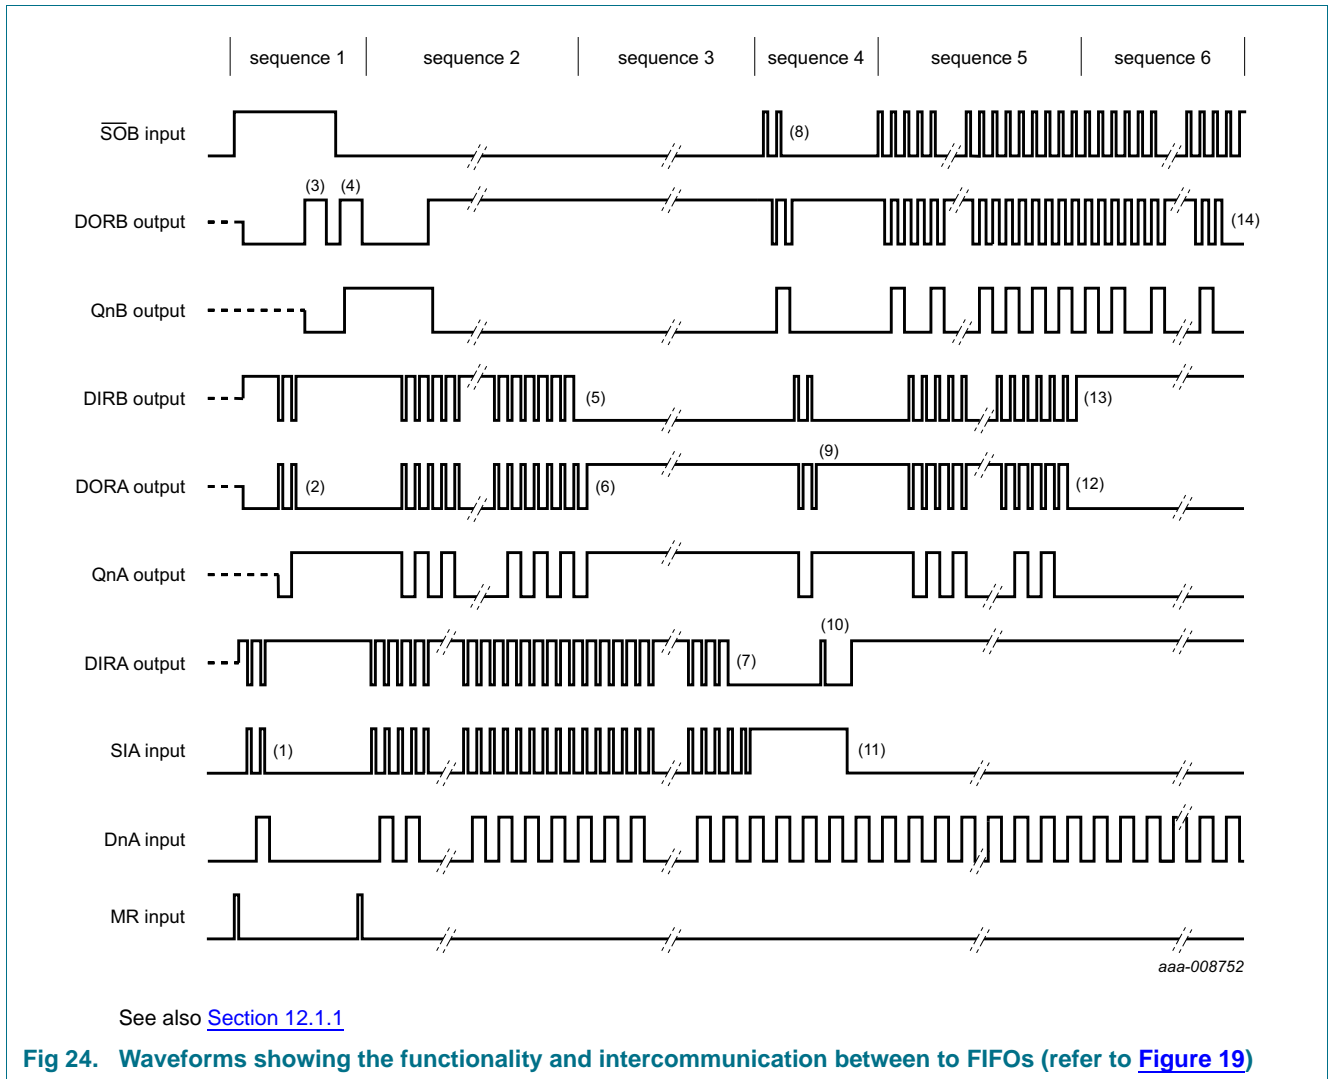 sequence 1 sequence 2 sequence 3 sequence 4 sequence 5 sequence 6
SOB input (8)
(3) (4)
DORB output (14)
QnB output
DIRB output (5) (13)
(9)
DORA output (2) (6) (12)
QnA output
(10)
DIRA output (7)
SIA input (1) (11)
DnA input
MR input
aaa-008752
See also Section 12.1.1
Fig 24. Waveforms showing the functionality and intercommunication between to FIFOs (refer to Figure 19)